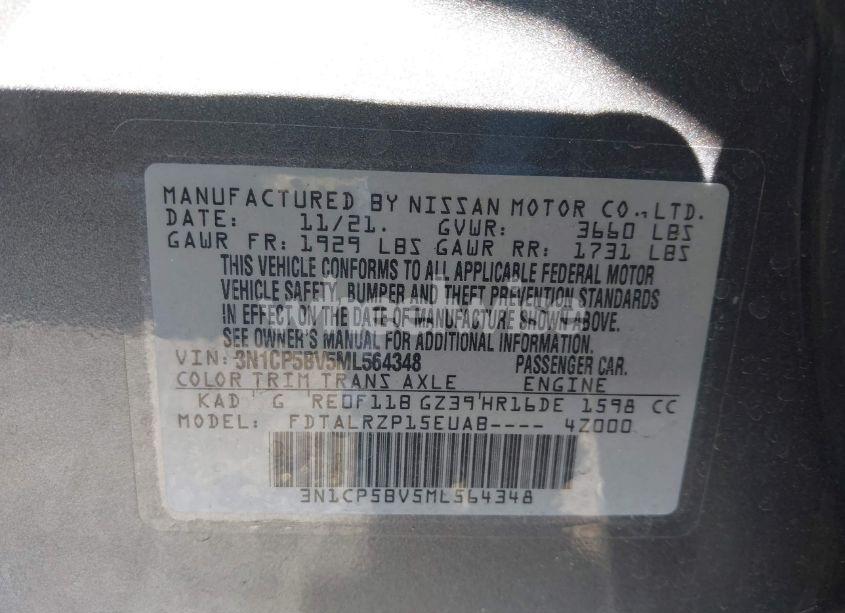 MANUFACTURED BY NISSAN MOTOR CO., LTD.
DATE: 11/21. GVWR: 3660 LBS
GAWR FR: 1929 LBS GAWR RR: 1731 LBS
THIS VEHICLE CONFORMS TO ALL APPLICABLE FEDERAL MOTOR
VEHICLE SAFETY, BUMPER AND THEFT PREVENTION STANDARDS
IN EFFECT ON THE DATE OF MANUFACTURE SHOWN ABOVE.
SEE OWNER'S MANUAL FOR ADDITIONAL INFORMATION.
VIN: 3N1CP5BV5ML564348 PASSENGER CAR.
COLOR TRIM TRANS AXLE ENGINE
KAD G RE0F11B GZ39 HR16DE 1598 CC
MODEL: FDTALRZP15EUAB---- 4Z000
3N1CP5BV5ML564348